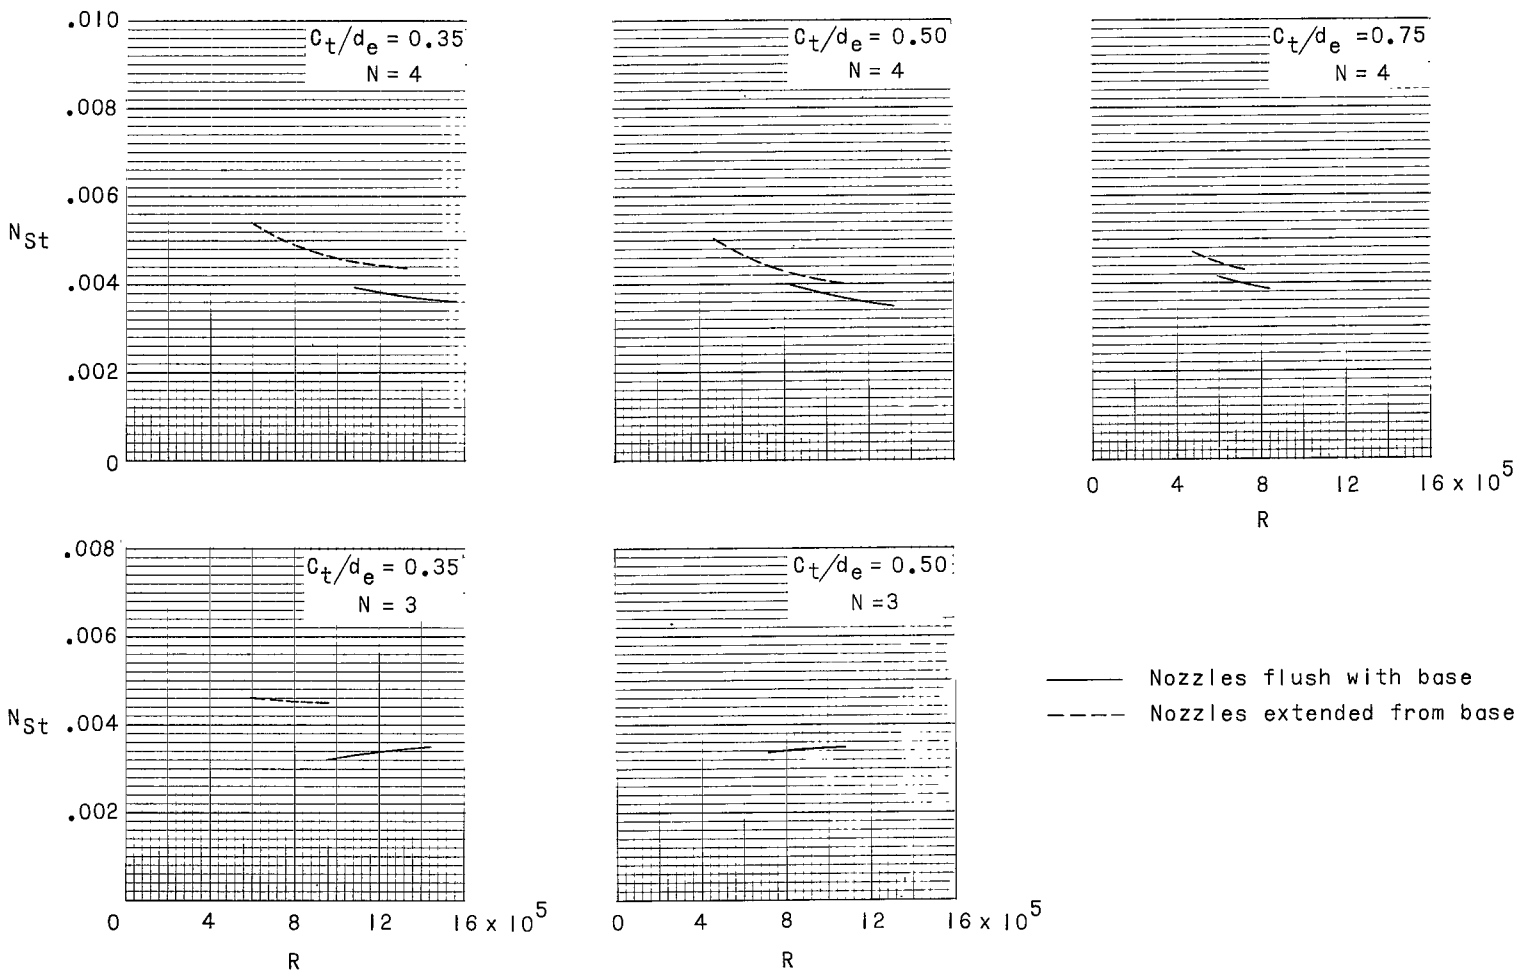 .010
.008
.006
.004
.002
0
N_St
C_t/d_e = 0.35
N = 4
C_t/d_e = 0.50
N = 4
C_t/d_e =0.75
N = 4
0 4 8 12 16 x 10^5
R
.008
.006
.004
.002
N_St
C_t/d_e = 0.35
N = 3
0 4 8 12 16 x 10^5
R
C_t/d_e = 0.50
N =3
0 4 8 12 16 x 10^5
R
Nozzles flush with base
Nozzles extended from base